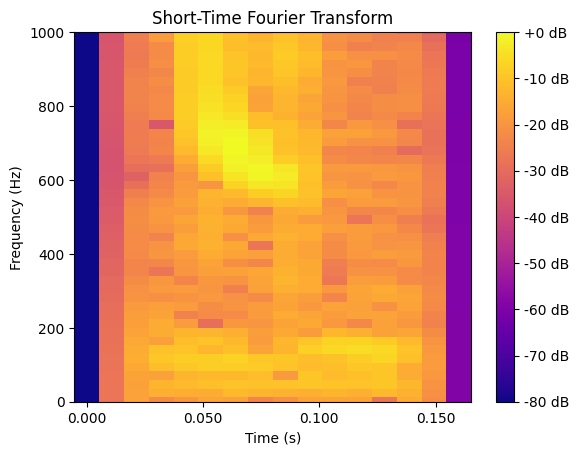 Short-Time Fourier Transform
Frequency (Hz)
1000
800
600
400
200
0
0.000
0.050
0.100
0.150
Time (s)
+0 dB
-10 dB
-20 dB
-30 dB
-40 dB
-50 dB
-60 dB
-70 dB
-80 dB